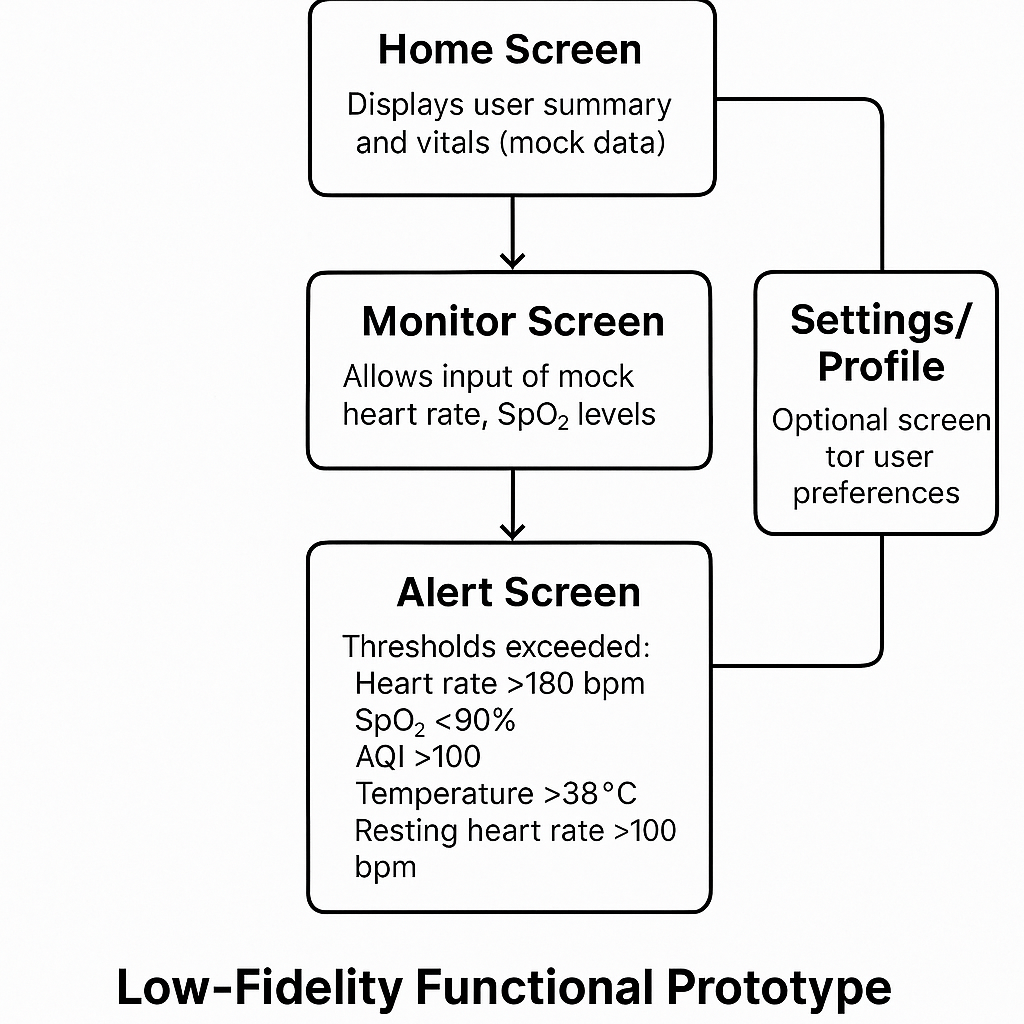 Home Screen
Displays user summary
and vitals (mock data)
Monitor Screen
Allows input of mock
heart rate, SpO₂ levels
Settings/
Profile
Optional screen
tor user
preferences
Alert Screen
Thresholds exceeded:
Heart rate >180 bpm
SpO₂ <90%
AQI >100
Temperature >38°C
Resting heart rate >100
bpm
Low-Fidelity Functional Prototype